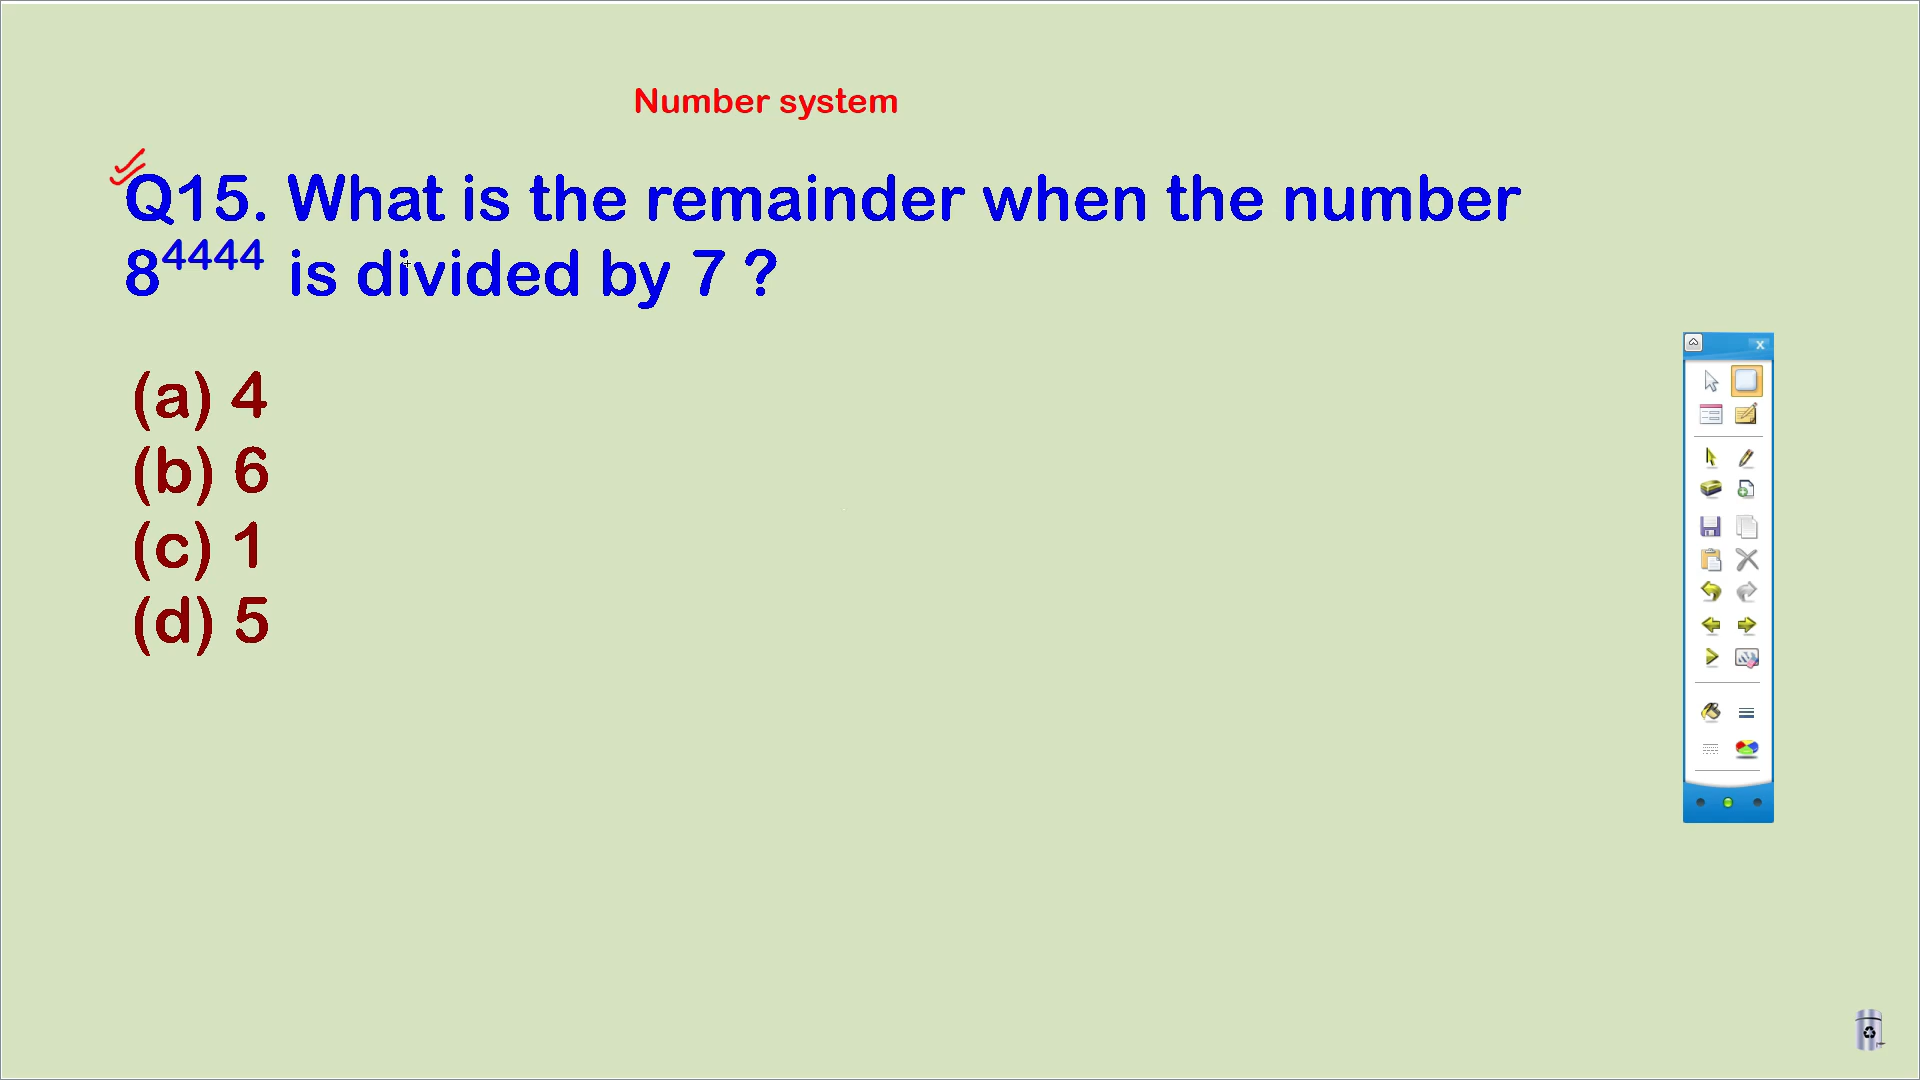 Number system
Q15. What is the remainder when the number
8⁴⁴⁴⁴ is divided by 7 ?
(a) 4
(b) 6
(c) 1
(d) 5